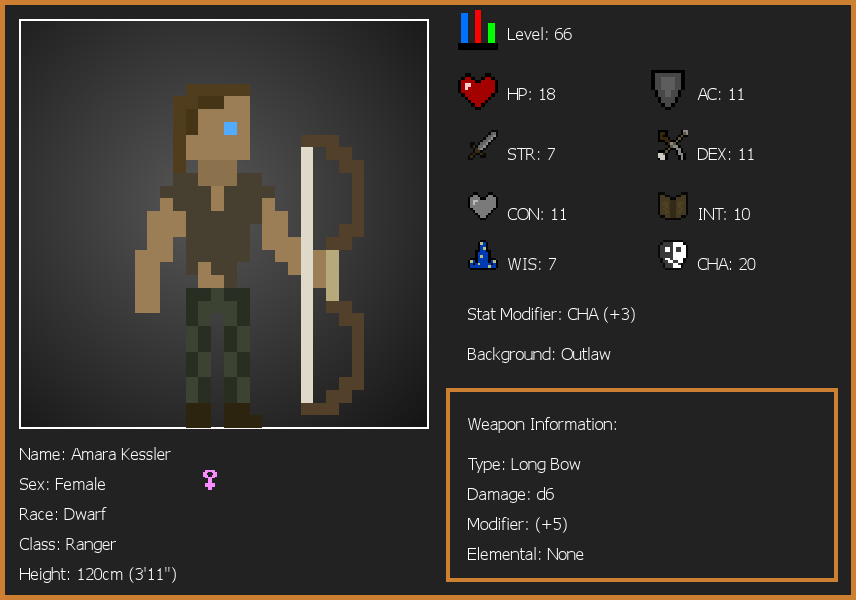 Level: 66
HP: 18
AC: 11
STR: 7
DEX: 11
CON: 11
INT: 10
WIS: 7
CHA: 20
Stat Modifier: CHA (+3)
Background: Outlaw
Weapon Information:
Type: Long Bow
Damage: d6
Modifier: (+5)
Elemental: None
Name: Amara Kessler
Sex: Female
Race: Dwarf
Class: Ranger
Height: 120cm (3'11")